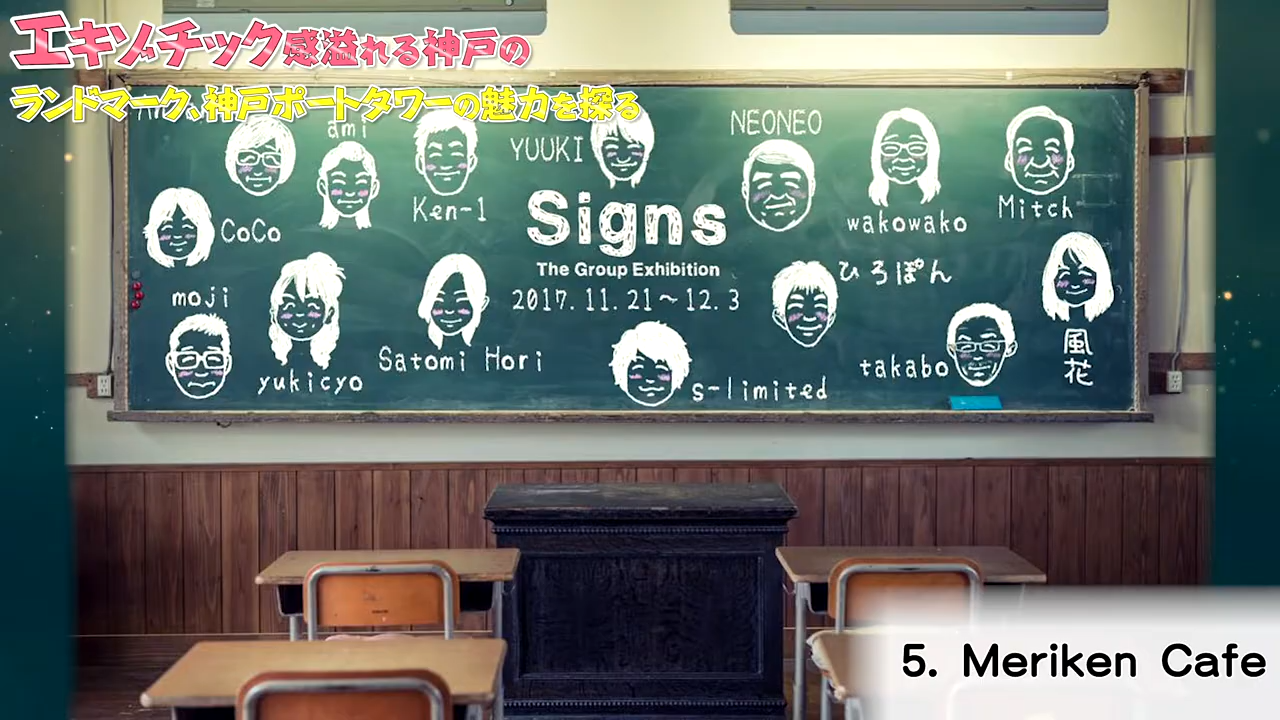 エキゾチック感溢れる神戸の
ランドマーク、神戸ポートタワーの魅力を探る
ami
YUUKI
NEONEO
Ken-1
wakowako
Mitch
CoCo
Signs
The Group Exhibition
2017.11.21~12.3
ひろぽん
moji
yukicyo
Satomi Hori
s-limited
takabo
風花
5. Meriken Cafe